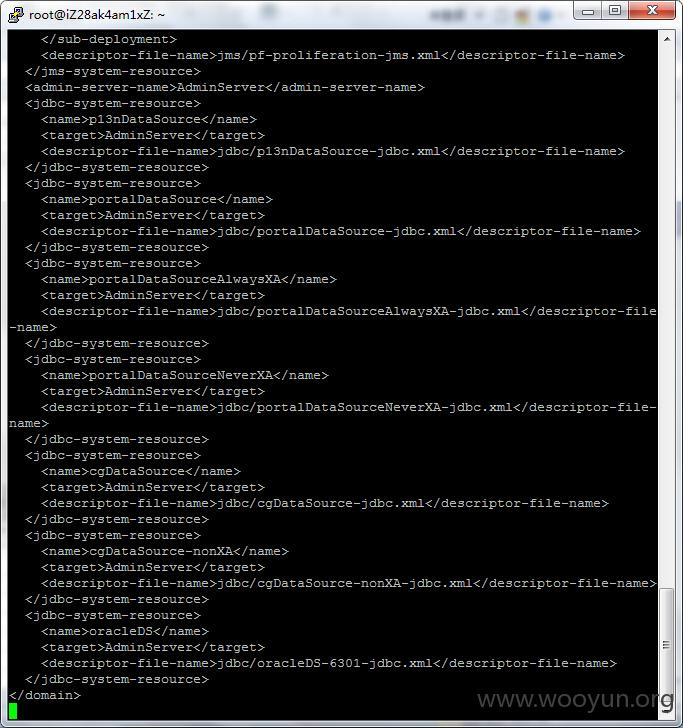 root@iZ28ak4am1xZ: ~
</sub-deployment>
<descriptor-file-name>jms/pf-proliferation-jms.xml</descriptor-file-name>
</jms-system-resource>
<admin-server-name>AdminServer</admin-server-name>
<jdbc-system-resource>
<name>p13nDataSource</name>
<target>AdminServer</target>
<descriptor-file-name>jdbc/p13nDataSource-jdbc.xml</descriptor-file-name>
</jdbc-system-resource>
<jdbc-system-resource>
<name>portalDataSource</name>
<target>AdminServer</target>
<descriptor-file-name>jdbc/portalDataSource-jdbc.xml</descriptor-file-name>
</jdbc-system-resource>
<jdbc-system-resource>
<name>portalDataSourceAlwaysXA</name>
<target>AdminServer</target>
<descriptor-file-name>jdbc/portalDataSourceAlwaysXA-jdbc.xml</descriptor-file
-name>
</jdbc-system-resource>
<jdbc-system-resource>
<name>portalDataSourceNeverXA</name>
<target>AdminServer</target>
<descriptor-file-name>jdbc/portalDataSourceNeverXA-jdbc.xml</descriptor-file-
name>
</jdbc-system-resource>
<jdbc-system-resource>
<name>cgDataSource</name>
<target>AdminServer</target>
<descriptor-file-name>jdbc/cgDataSource-jdbc.xml</descriptor-file-name>
</jdbc-system-resource>
<jdbc-system-resource>
<name>cgDataSource-nonXA</name>
<target>AdminServer</target>
<descriptor-file-name>jdbc/cgDataSource-nonXA-jdbc.xml</descriptor-file-name>
</jdbc-system-resource>
<jdbc-system-resource>
<name>oracleDS</name>
<target>AdminServer</target>
<descriptor-file-name>jdbc/oracleDS-6301-jdbc.xml</descriptor-file-name>
</jdbc-system-resource>
</domain>
www.wooyun.org